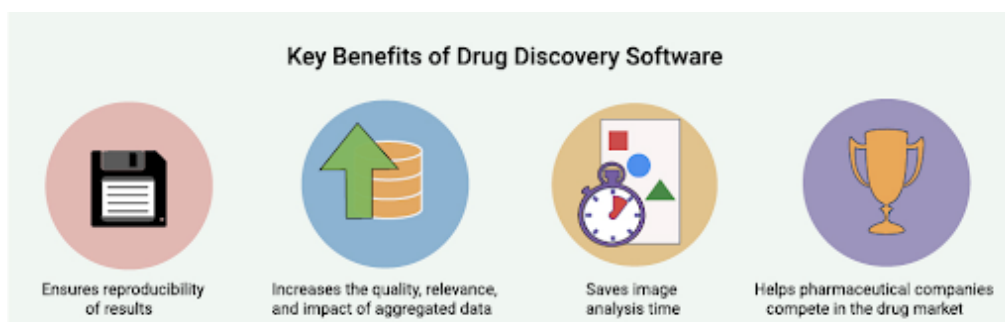 Key Benefits of Drug Discovery Software
Ensures reproducibility
of results
Increases the quality, relevance,
and impact of aggregated data
Saves image
analysis time
Helps pharmaceutical companies
compete in the drug market